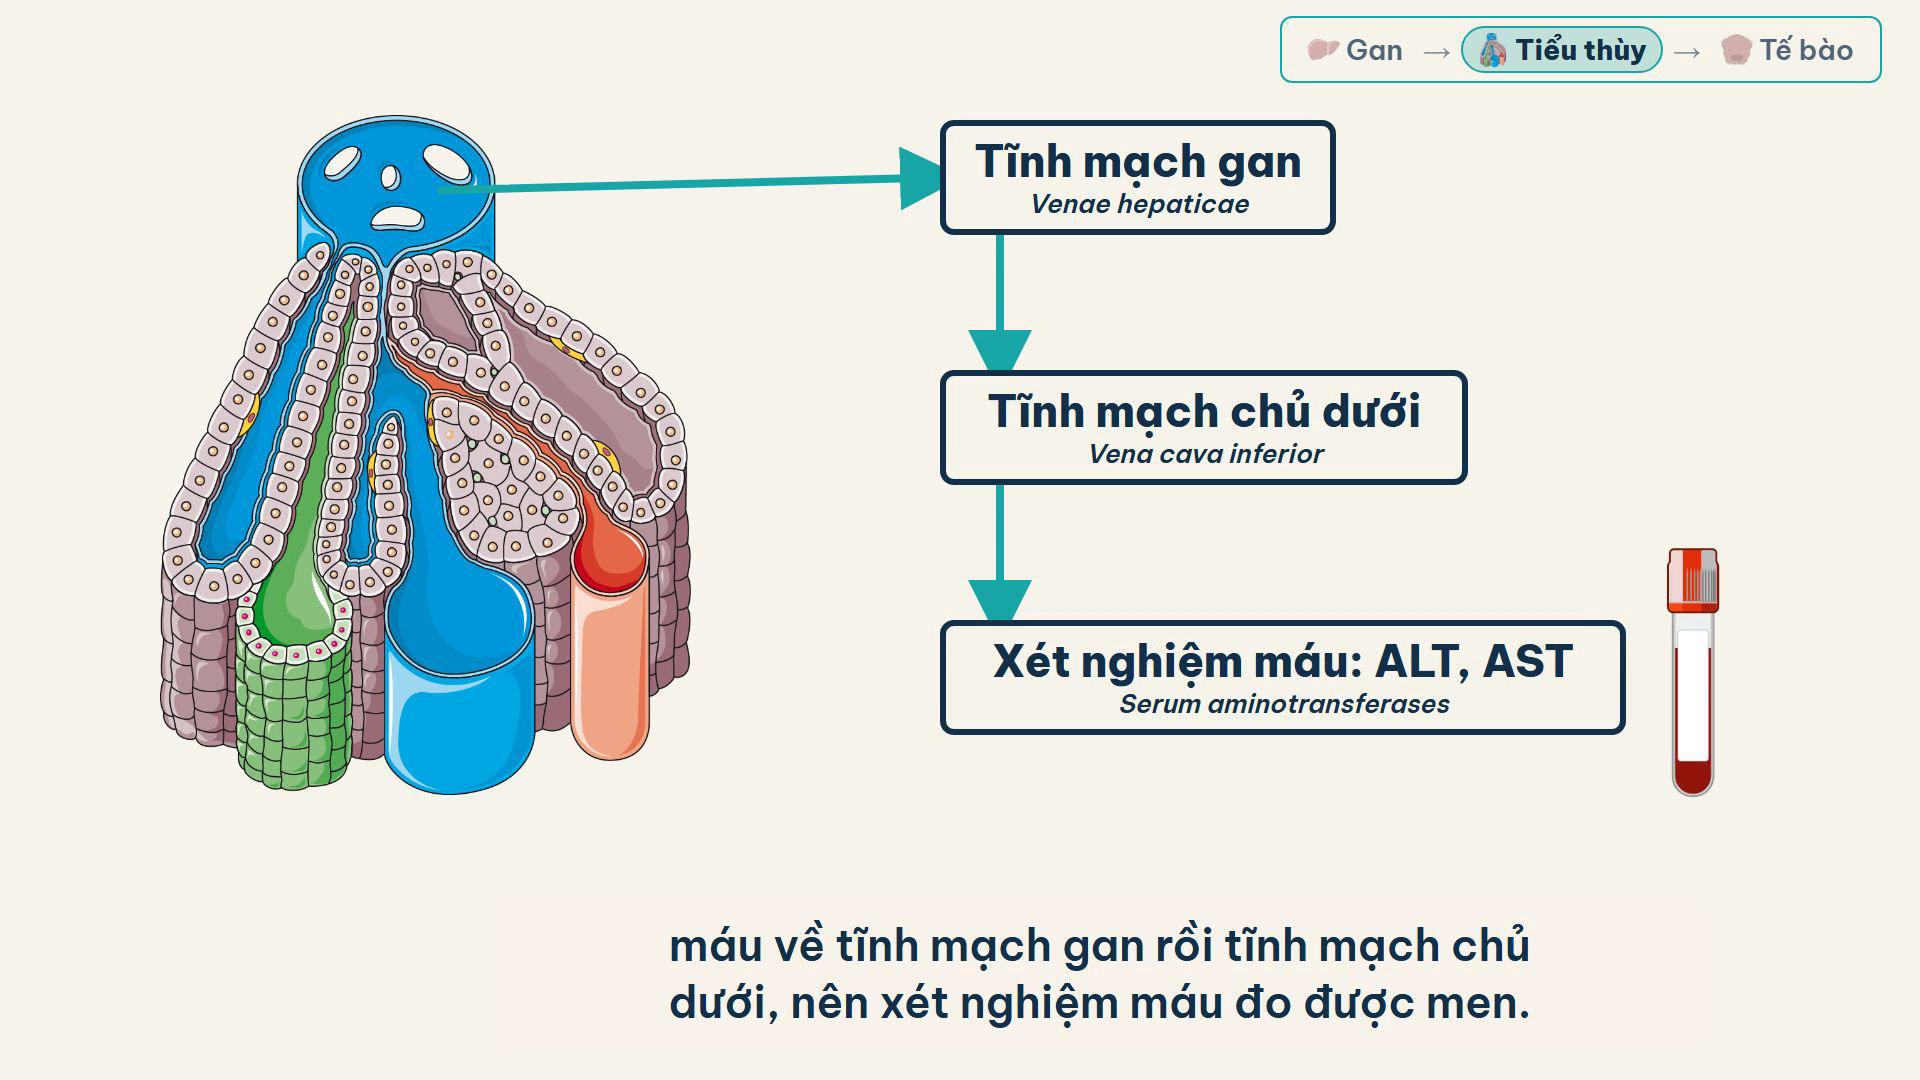 Gan → Tiểu thùy → Tế bào
Tĩnh mạch gan
Venae hepaticae
Tĩnh mạch chủ dưới
Vena cava inferior
Xét nghiệm máu: ALT, AST
Serum aminotransferases
máu về tĩnh mạch gan rồi tĩnh mạch chủ
dưới, nên xét nghiệm máu đo được men.